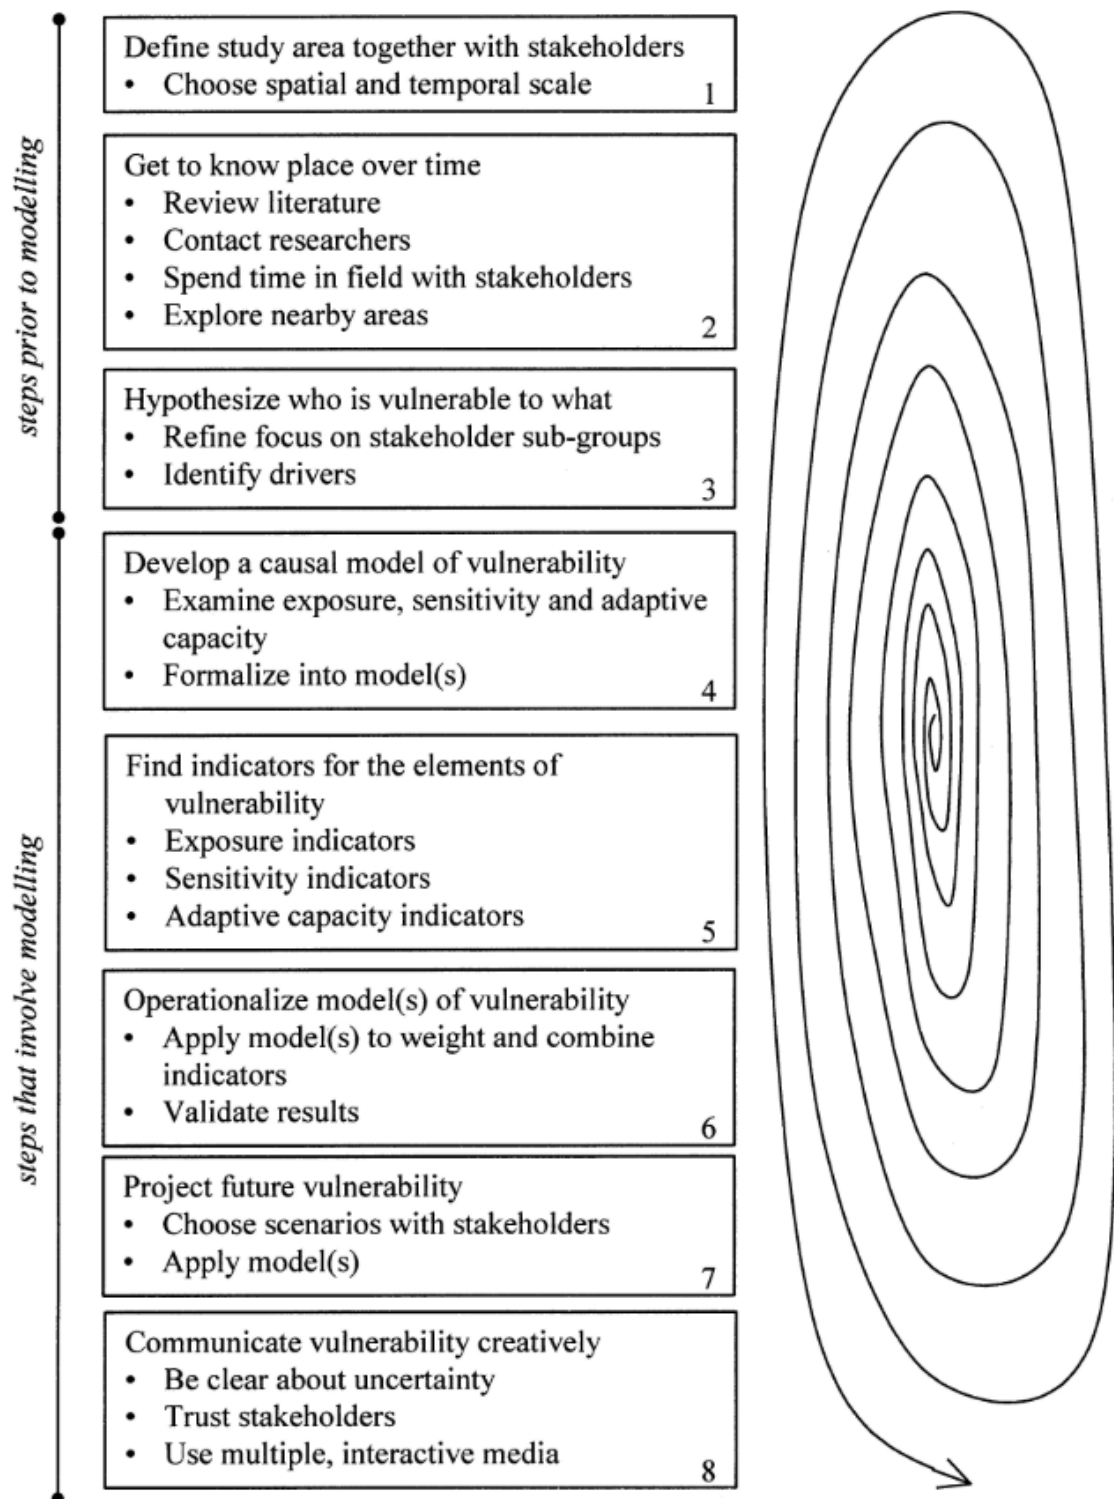 steps prior to modelling
Define study area together with stakeholders
• Choose spatial and temporal scale
1
Get to know place over time
• Review literature
• Contact researchers
• Spend time in field with stakeholders
• Explore nearby areas
2
Hypothesize who is vulnerable to what
• Refine focus on stakeholder sub-groups
• Identify drivers
3
steps that involve modelling
Develop a causal model of vulnerability
• Examine exposure, sensitivity and adaptive
capacity
• Formalize into model(s)
4
Find indicators for the elements of
vulnerability
• Exposure indicators
• Sensitivity indicators
• Adaptive capacity indicators
5
Operationalize model(s) of vulnerability
• Apply model(s) to weight and combine
indicators
• Validate results
6
Project future vulnerability
• Choose scenarios with stakeholders
• Apply model(s)
7
Communicate vulnerability creatively
• Be clear about uncertainty
• Trust stakeholders
• Use multiple, interactive media
8